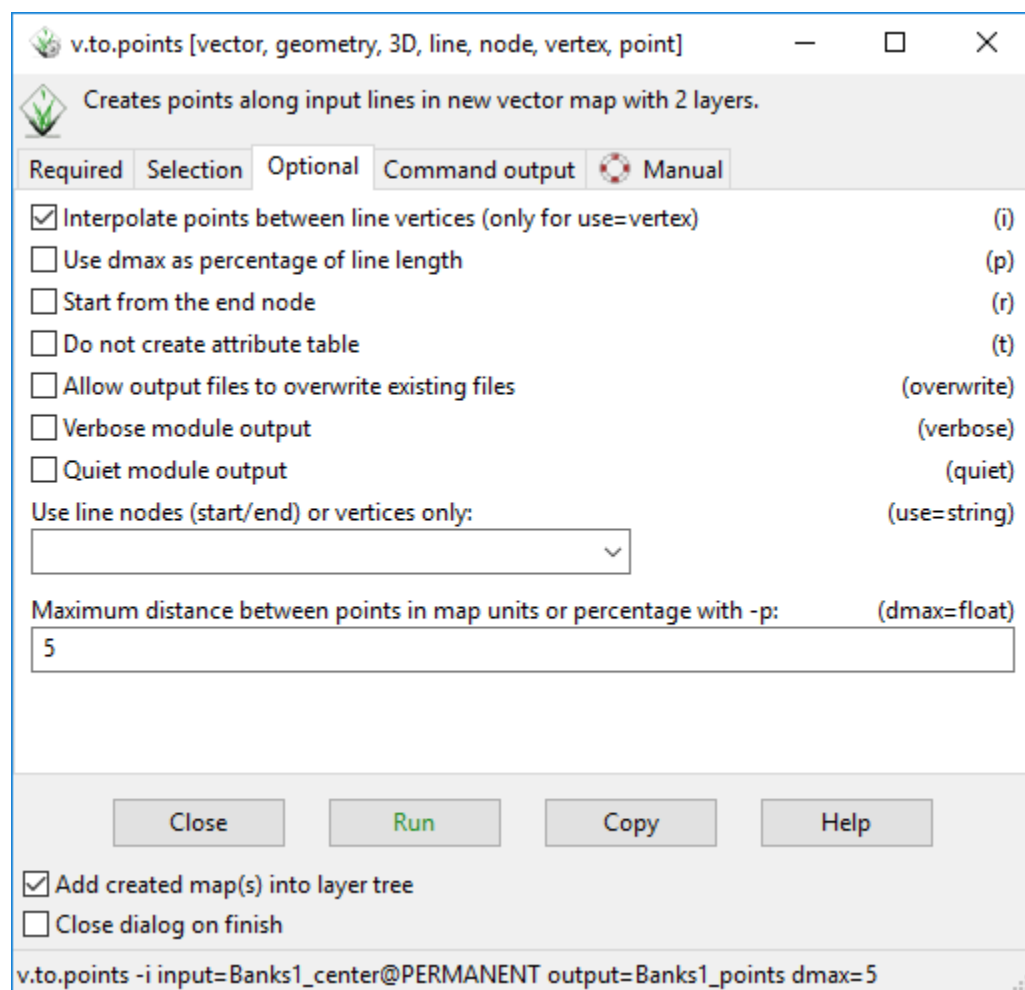 v.to.points [vector, geometry, 3D, line, node, vertex, point]
Creates points along input lines in new vector map with 2 layers.
Required Selection Optional Command output Manual
Interpolate points between line vertices (only for use=vertex) (i)
Use dmax as percentage of line length (p)
Start from the end node (r)
Do not create attribute table (t)
Allow output files to overwrite existing files (overwrite)
Verbose module output (verbose)
Quiet module output (quiet)
Use line nodes (start/end) or vertices only: (use=string)
Maximum distance between points in map units or percentage with -p: (dmax=float)
5
Close Run Copy Help
Add created map(s) into layer tree
Close dialog on finish
v.to.points -i input=Banks1_center@PERMANENT output=Banks1_points dmax=5